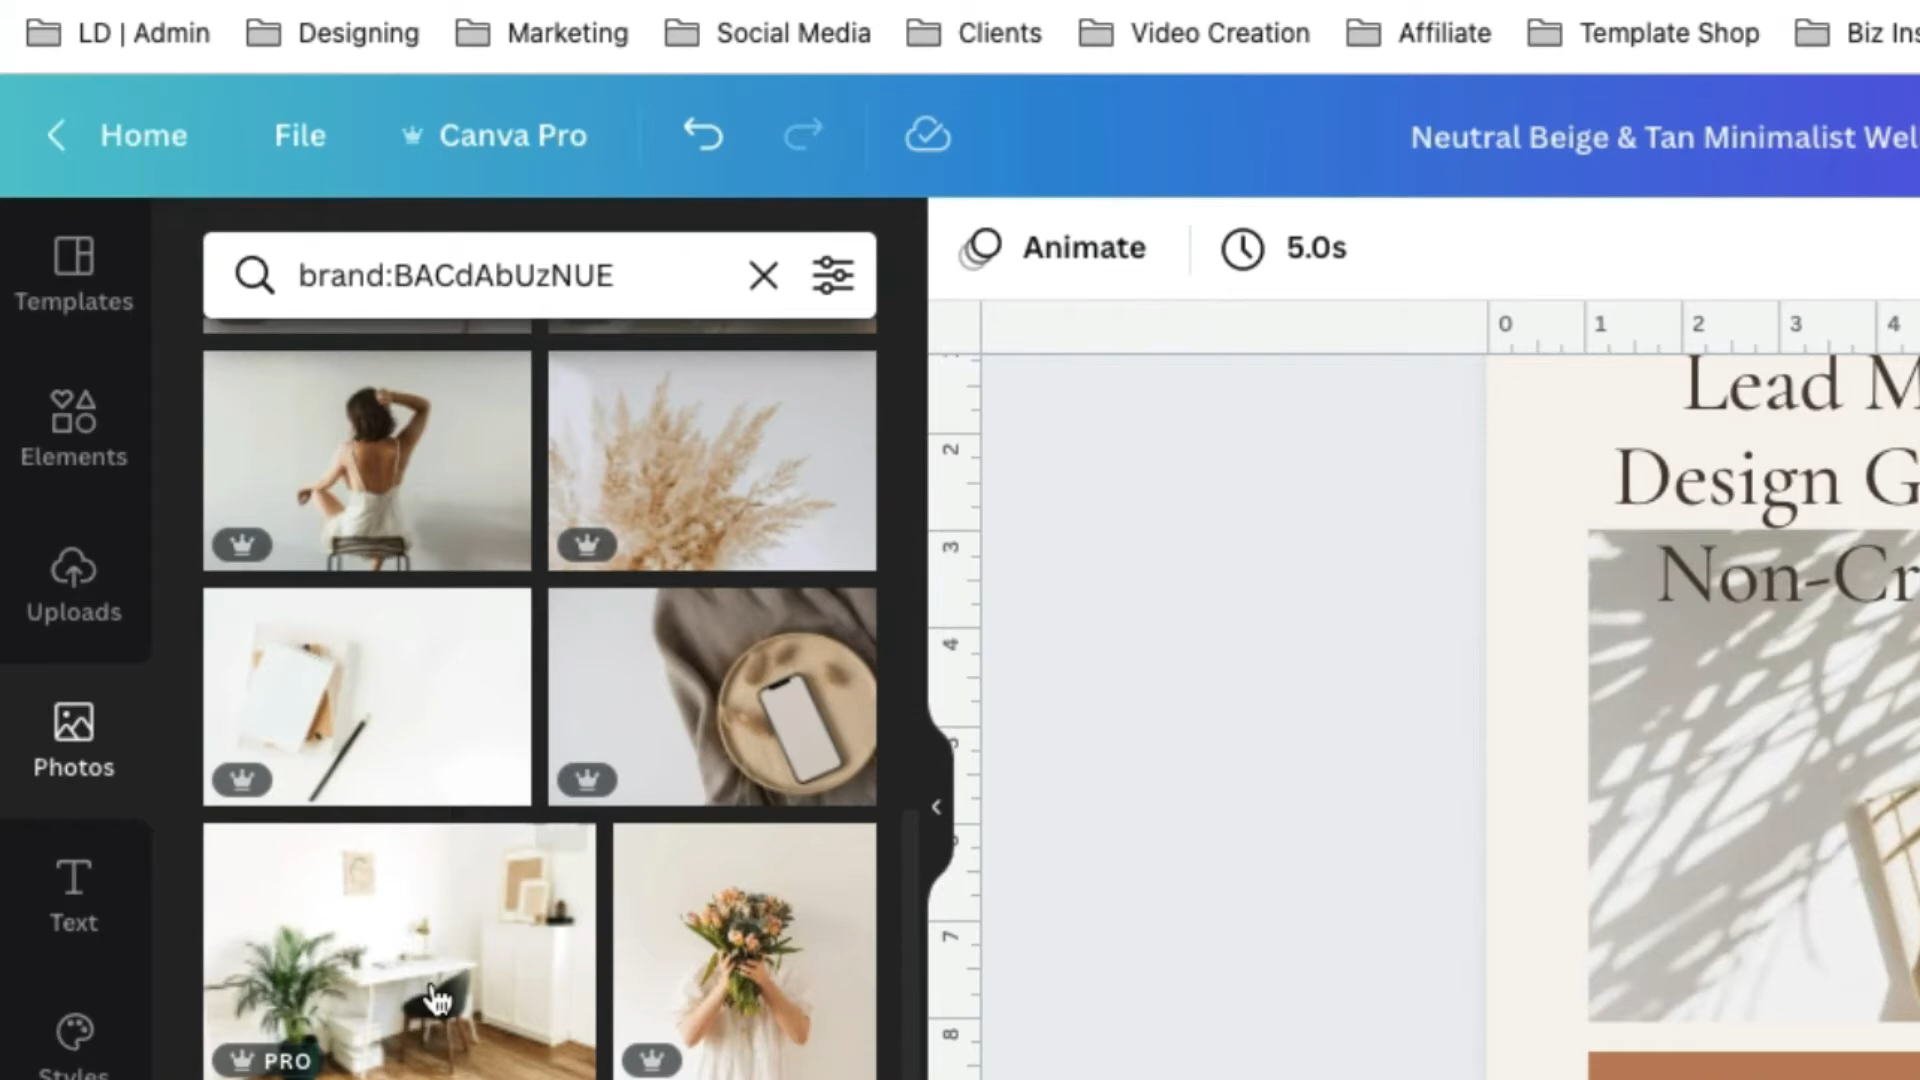 LD | Admin
Designing
Marketing
Social Media
Clients
Video Creation
Affiliate
Template Shop
Biz Ins
Home
File
Canva Pro
Neutral Beige & Tan Minimalist Wel
Templates
brand:BACdAbUzNUE
Animate
5.0s
0 1 2 3 4
Elements
Uploads
Photos
Text
Styles
PRO
2
3
4
7
8
Lead M
Design G
Non-Cr